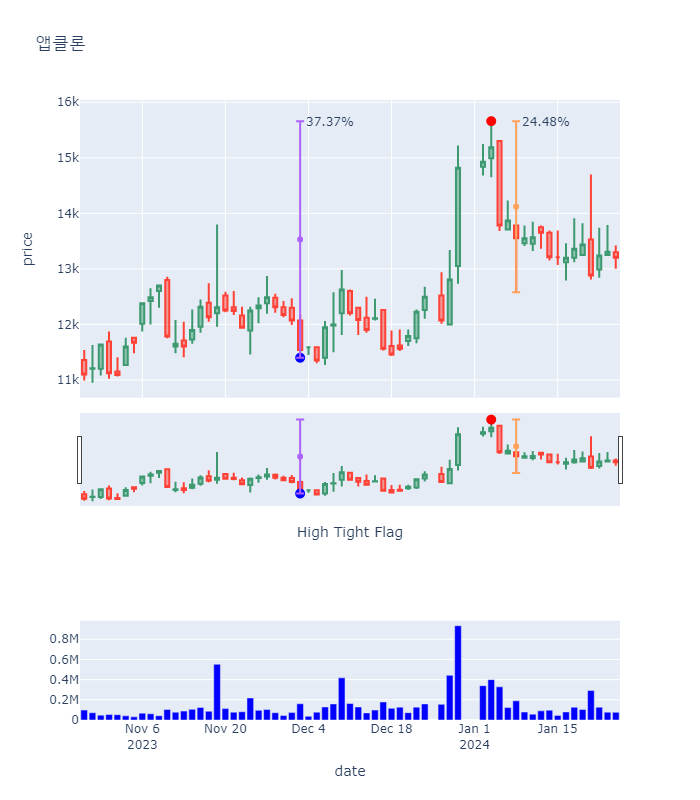 앱클론
16k
37.37%
24.48%
15k
14k
price
13k
12k
11k
High Tight Flag
0.8M
0.6M
0.4M
0.2M
0
Nov 6
2023
Nov 20
Dec 4
Dec 18
Jan 1
2024
Jan 15
date